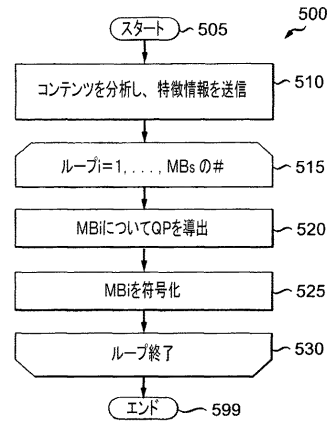 500
スタート 505
コンテンツを分析し、特徴情報を送信 510
ループi=1, . . . , MBs の# 515
MBiについてQPを導出 520
MBiを符号化 525
ループ終了 530
エンド 599